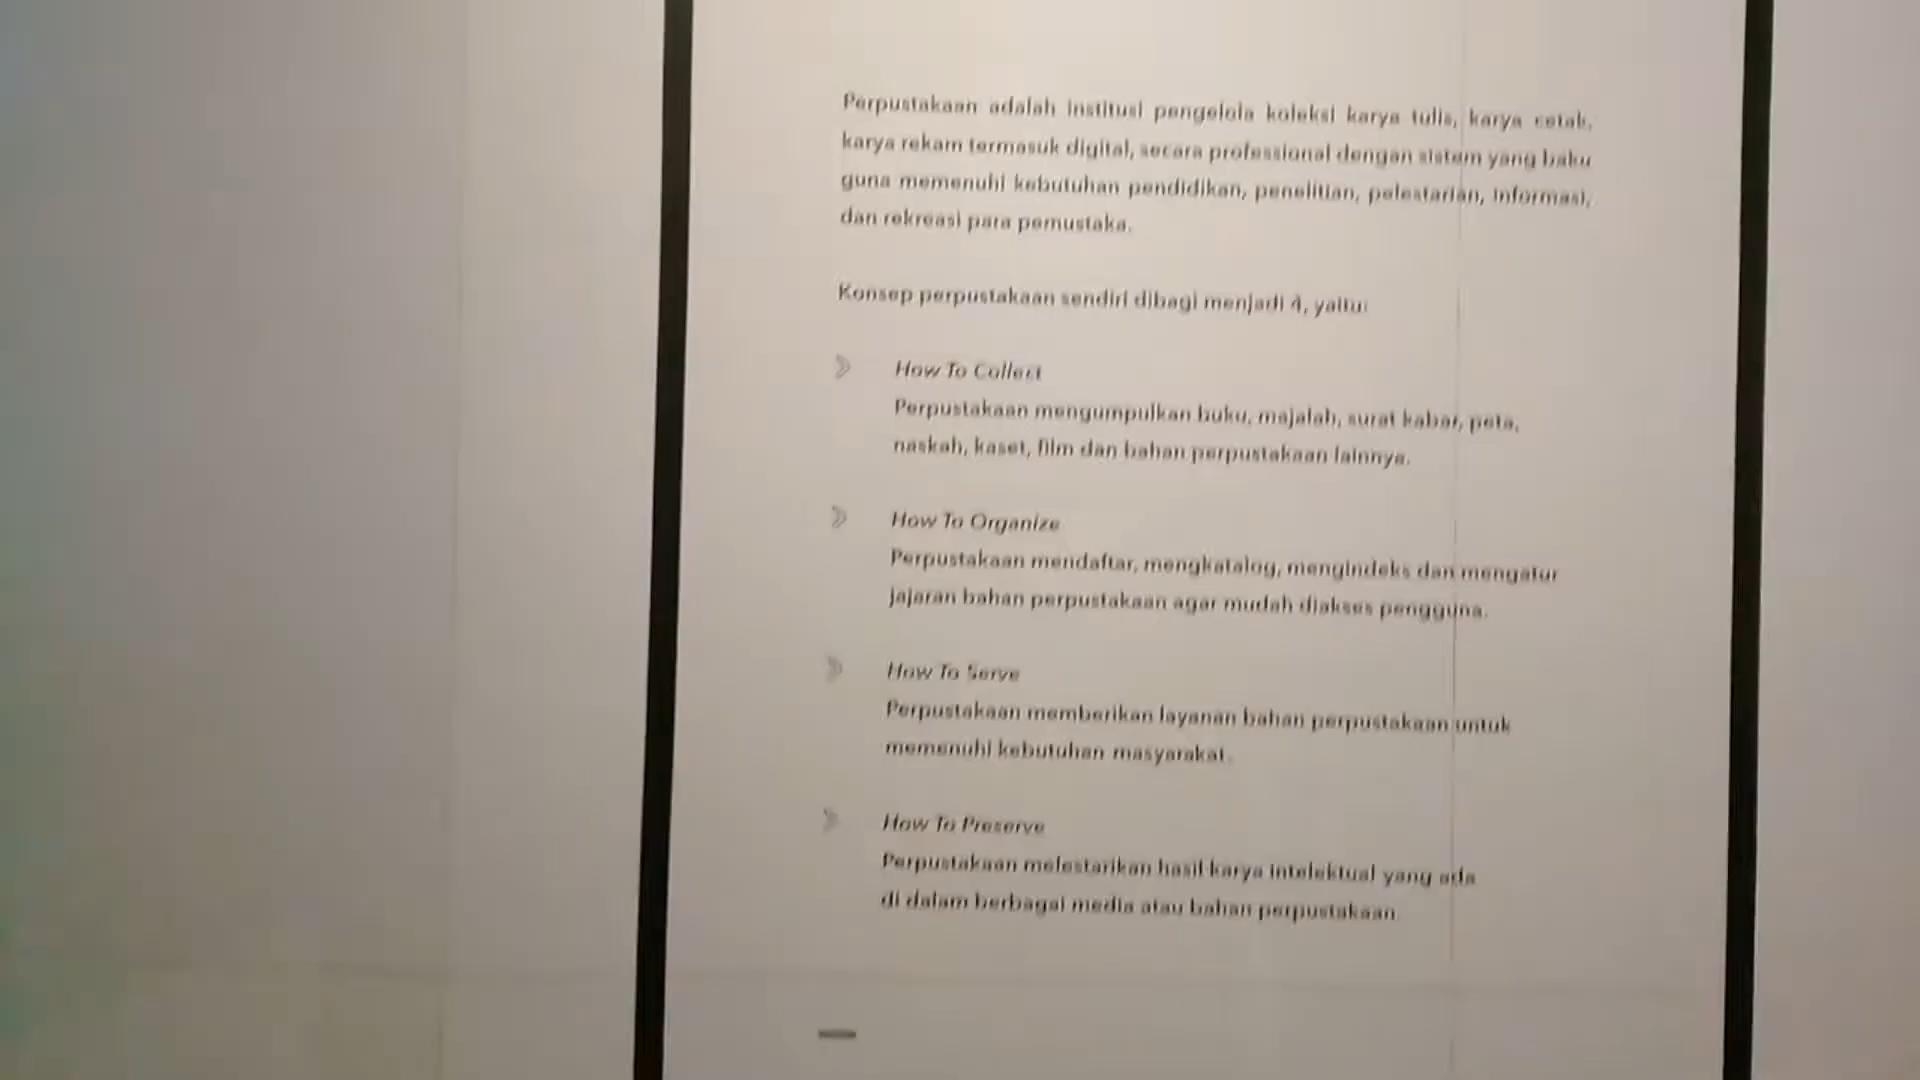 Perpustakaan adalah institusi pengelola koleksi karya tulis, karya cetak,
karya rekam termasuk digital, secara professional dengan sistem yang baku
guna memenuhi kebutuhan pendidikan, penelitian, pelestarian, informasi,
dan rekreasi para pemustaka.
Konsep perpustakaan sendiri dibagi menjadi 4, yaitu:
How To Collect
Perpustakaan mengumpulkan buku, majalah, surat kabar, peta,
naskah, kaset, film dan bahan perpustakaan lainnya.
How To Organize
Perpustakaan mendaftar, mengkatalog, mengindeks dan mengatur
jajaran bahan perpustakaan agar mudah diakses pengguna.
How To Serve
Perpustakaan memberikan layanan bahan perpustakaan untuk
memenuhi kebutuhan masyarakat.
How To Preserve
Perpustakaan melestarikan hasil karya intelektual yang ada
di dalam berbagai media atau bahan perpustakaan